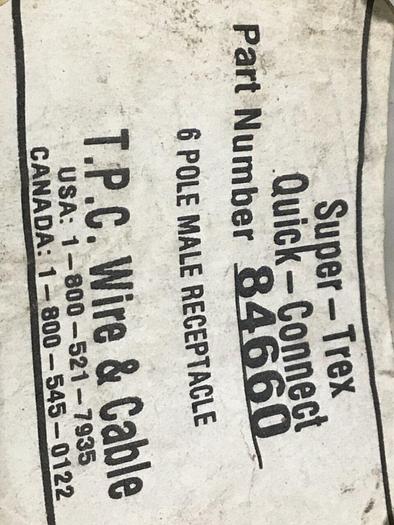 Super-Trex
Quick-Connect
Part Number 84660
6 POLE MALE RECEPTACLE
T.P.C. Wire & Cable
USA: 1-800-521-7935
CANADA: 1-800-545-0122